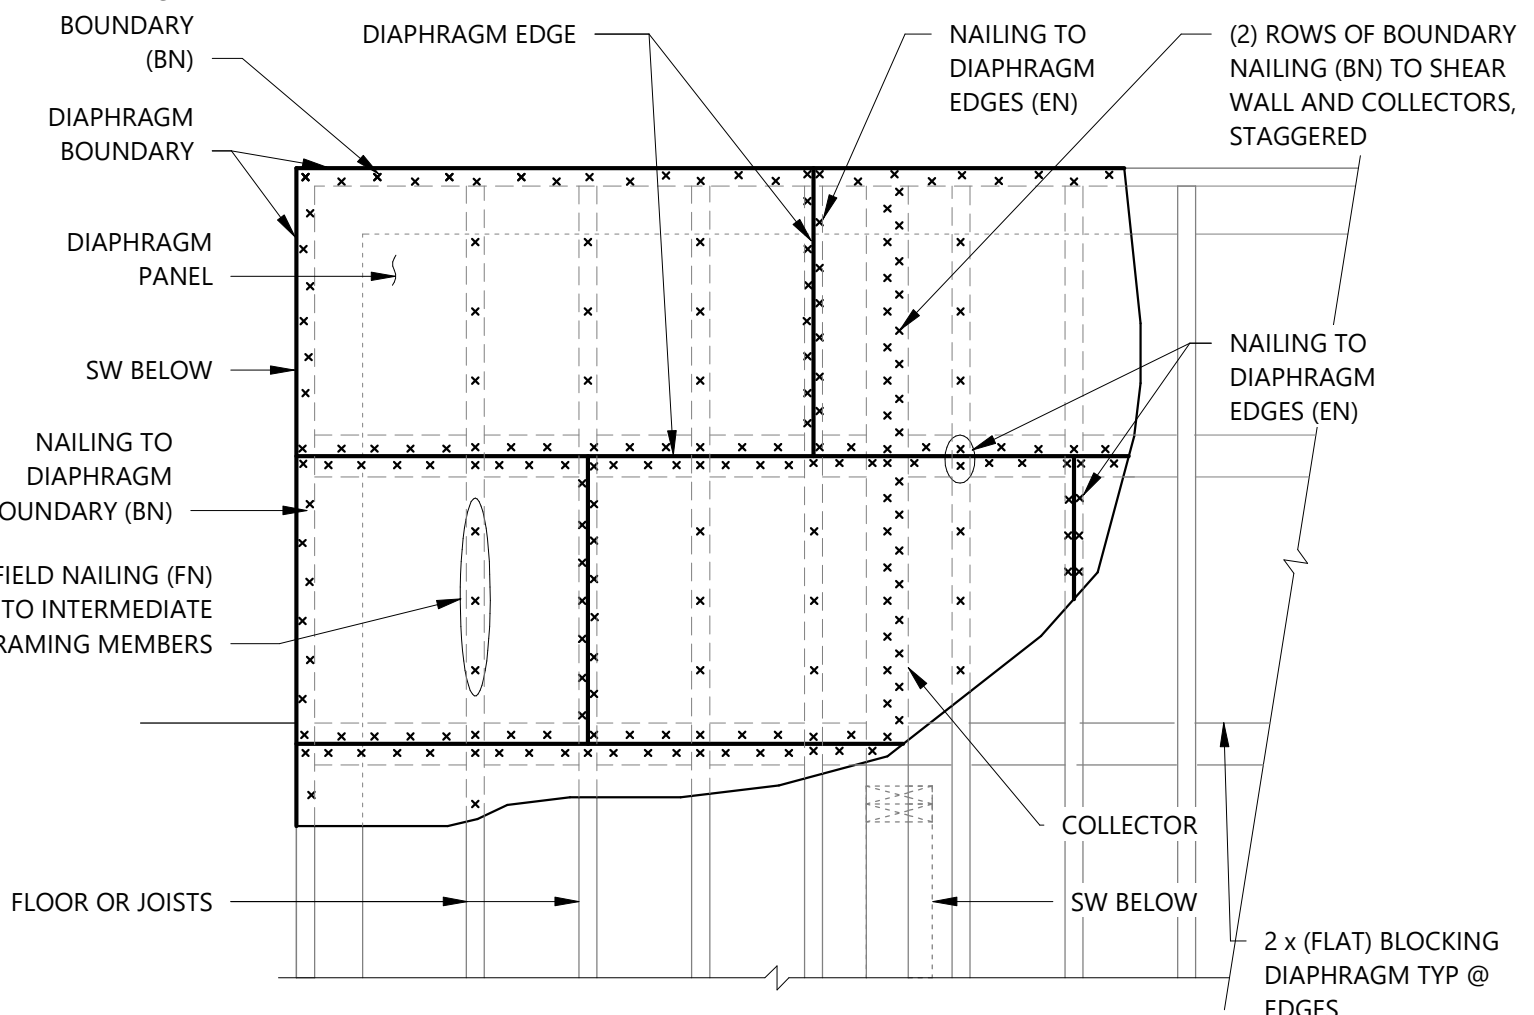 BOUNDARY
(BN)
DIAPHRAGM EDGE
NAILING TO
DIAPHRAGM
EDGES (EN)
(2) ROWS OF BOUNDARY
NAILING (BN) TO SHEAR
WALL AND COLLECTORS,
STAGGERED
DIAPHRAGM
BOUNDARY
DIAPHRAGM
PANEL
SW BELOW
NAILING TO
DIAPHRAGM
EDGES (EN)
NAILING TO
DIAPHRAGM
OUNDARY (BN)
FIELD NAILING (FN)
TO INTERMEDIATE
RAMING MEMBERS
COLLECTOR
FLOOR OR JOISTS
SW BELOW
2 x (FLAT) BLOCKING
DIAPHRAGM TYP @
EDGES